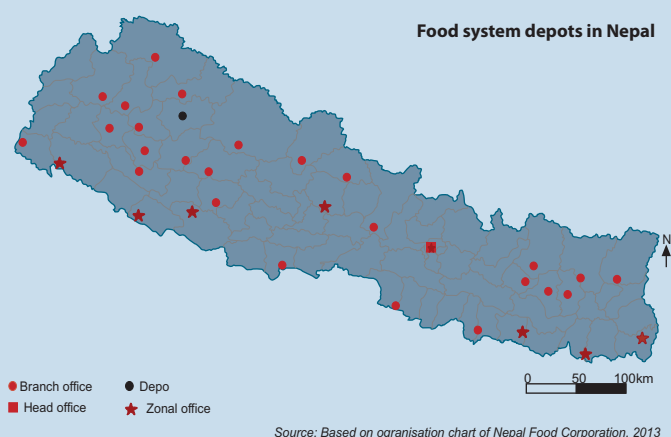 Food system depots in Nepal
N
Branch office
Depo
Head office
Zonal office
0 50 100km
Source: Based on ogranisation chart of Nepal Food Corporation, 2013